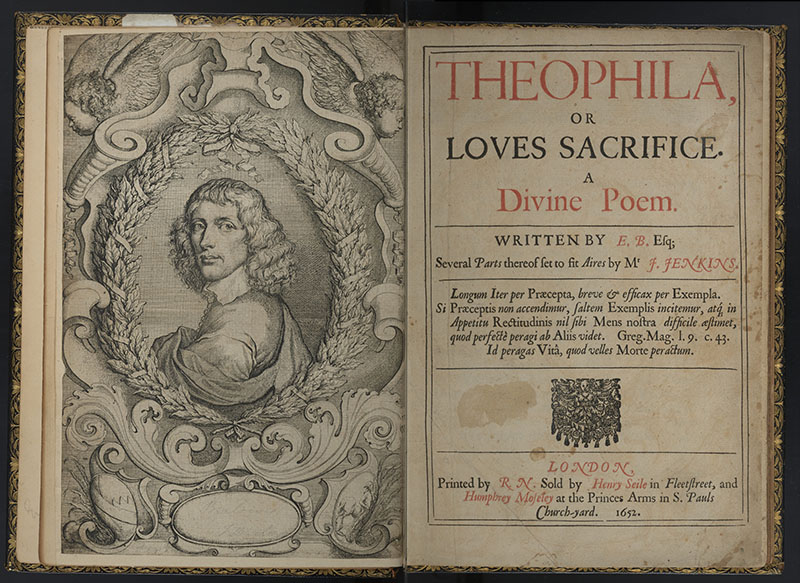 THEOPHILA,
OR
LOVES SACRIFICE.
A
Divine Poem.
WRITTEN BY E. B. Eſq;
Several Parts thereof ſet to fit Aires by Mr J. JENKINS.
Longum Iter per Præcepta, breve & efficax per Exempla.
Si Præceptis non accendimur, ſaltem Exemplis incitemur, atq́; in
Appetitu Rectitudinis nil ſibi Mens noſtra difficile æſtimet,
quod perfectè peragi ab Aliis videt. Greg. Mag. l. 9. c. 43.
Id peragas Vitâ, quod velles Morte peractum.
LONDON,
Printed by R. N. Sold by Henry Seile in Fleetſtreet, and
Humphrey Moſeley at the Princes Arms in S. Pauls
Church-yard. 1652.